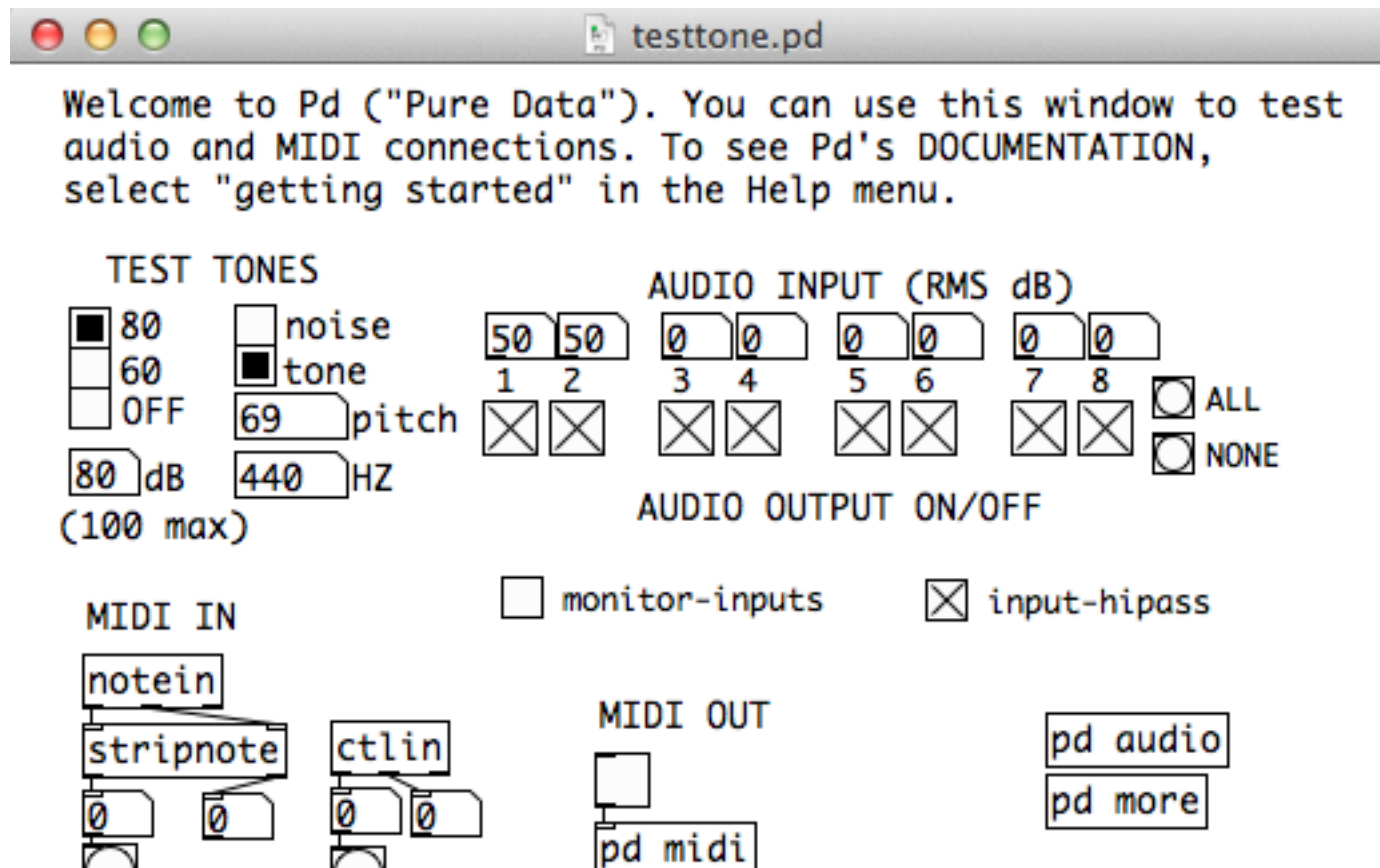 testtone.pd
Welcome to Pd ("Pure Data"). You can use this window to test
audio and MIDI connections. To see Pd's DOCUMENTATION,
select "getting started" in the Help menu.
TEST TONES
80
60
OFF
80 dB
(100 max)
noise
tone
69 pitch
440 HZ
AUDIO INPUT (RMS dB)
50 50 0 0 0 0 0 0
1 2 3 4 5 6 7 8
ALL
NONE
AUDIO OUTPUT ON/OFF
monitor-inputs
input-hipass
MIDI IN
notein
stripnote
0 0
ctlin
0 0
MIDI OUT
pd midi
pd audio
pd more